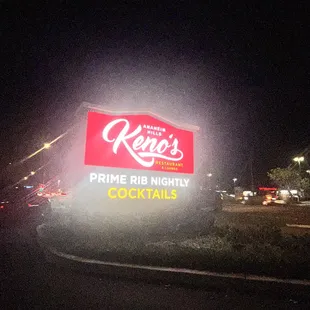 ANAHEIM
HILLS
Keno's
RESTAURANT
PRIME RIB NIGHTLY
COCKTAILS